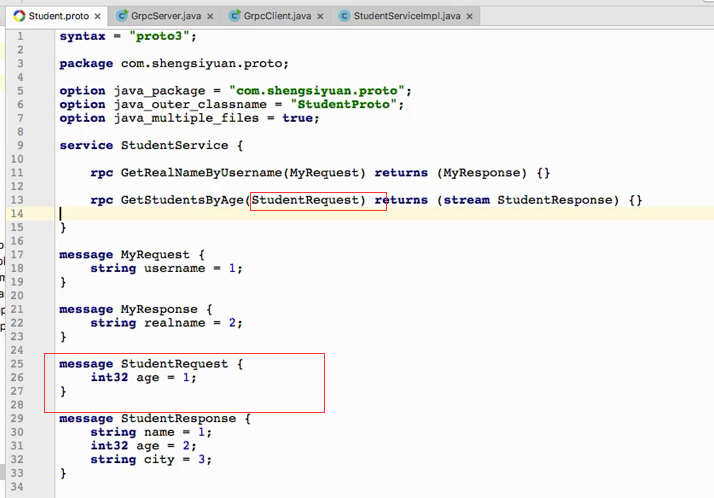 Student.proto × GrpcServer.java × GrpcClient.java × StudentServiceImpl.java ×
1 syntax = "proto3";
2
3 package com.shengsiyuan.proto;
4
5 option java_package = "com.shengsiyuan.proto";
6 option java_outer_classname = "StudentProto";
7 option java_multiple_files = true;
8
9 service StudentService {
10
11 rpc GetRealNameByUsername(MyRequest) returns (MyResponse) {}
12
13 rpc GetStudentsByAge(StudentRequest) returns (stream StudentResponse) {}
14
15 }
16
17 message MyRequest {
18 string username = 1;
19 }
20
21 message MyResponse {
22 string realname = 2;
23 }
24
25 message StudentRequest {
26 int32 age = 1;
27 }
28
29 message StudentResponse {
30 string name = 1;
31 int32 age = 2;
32 string city = 3;
33 }
34